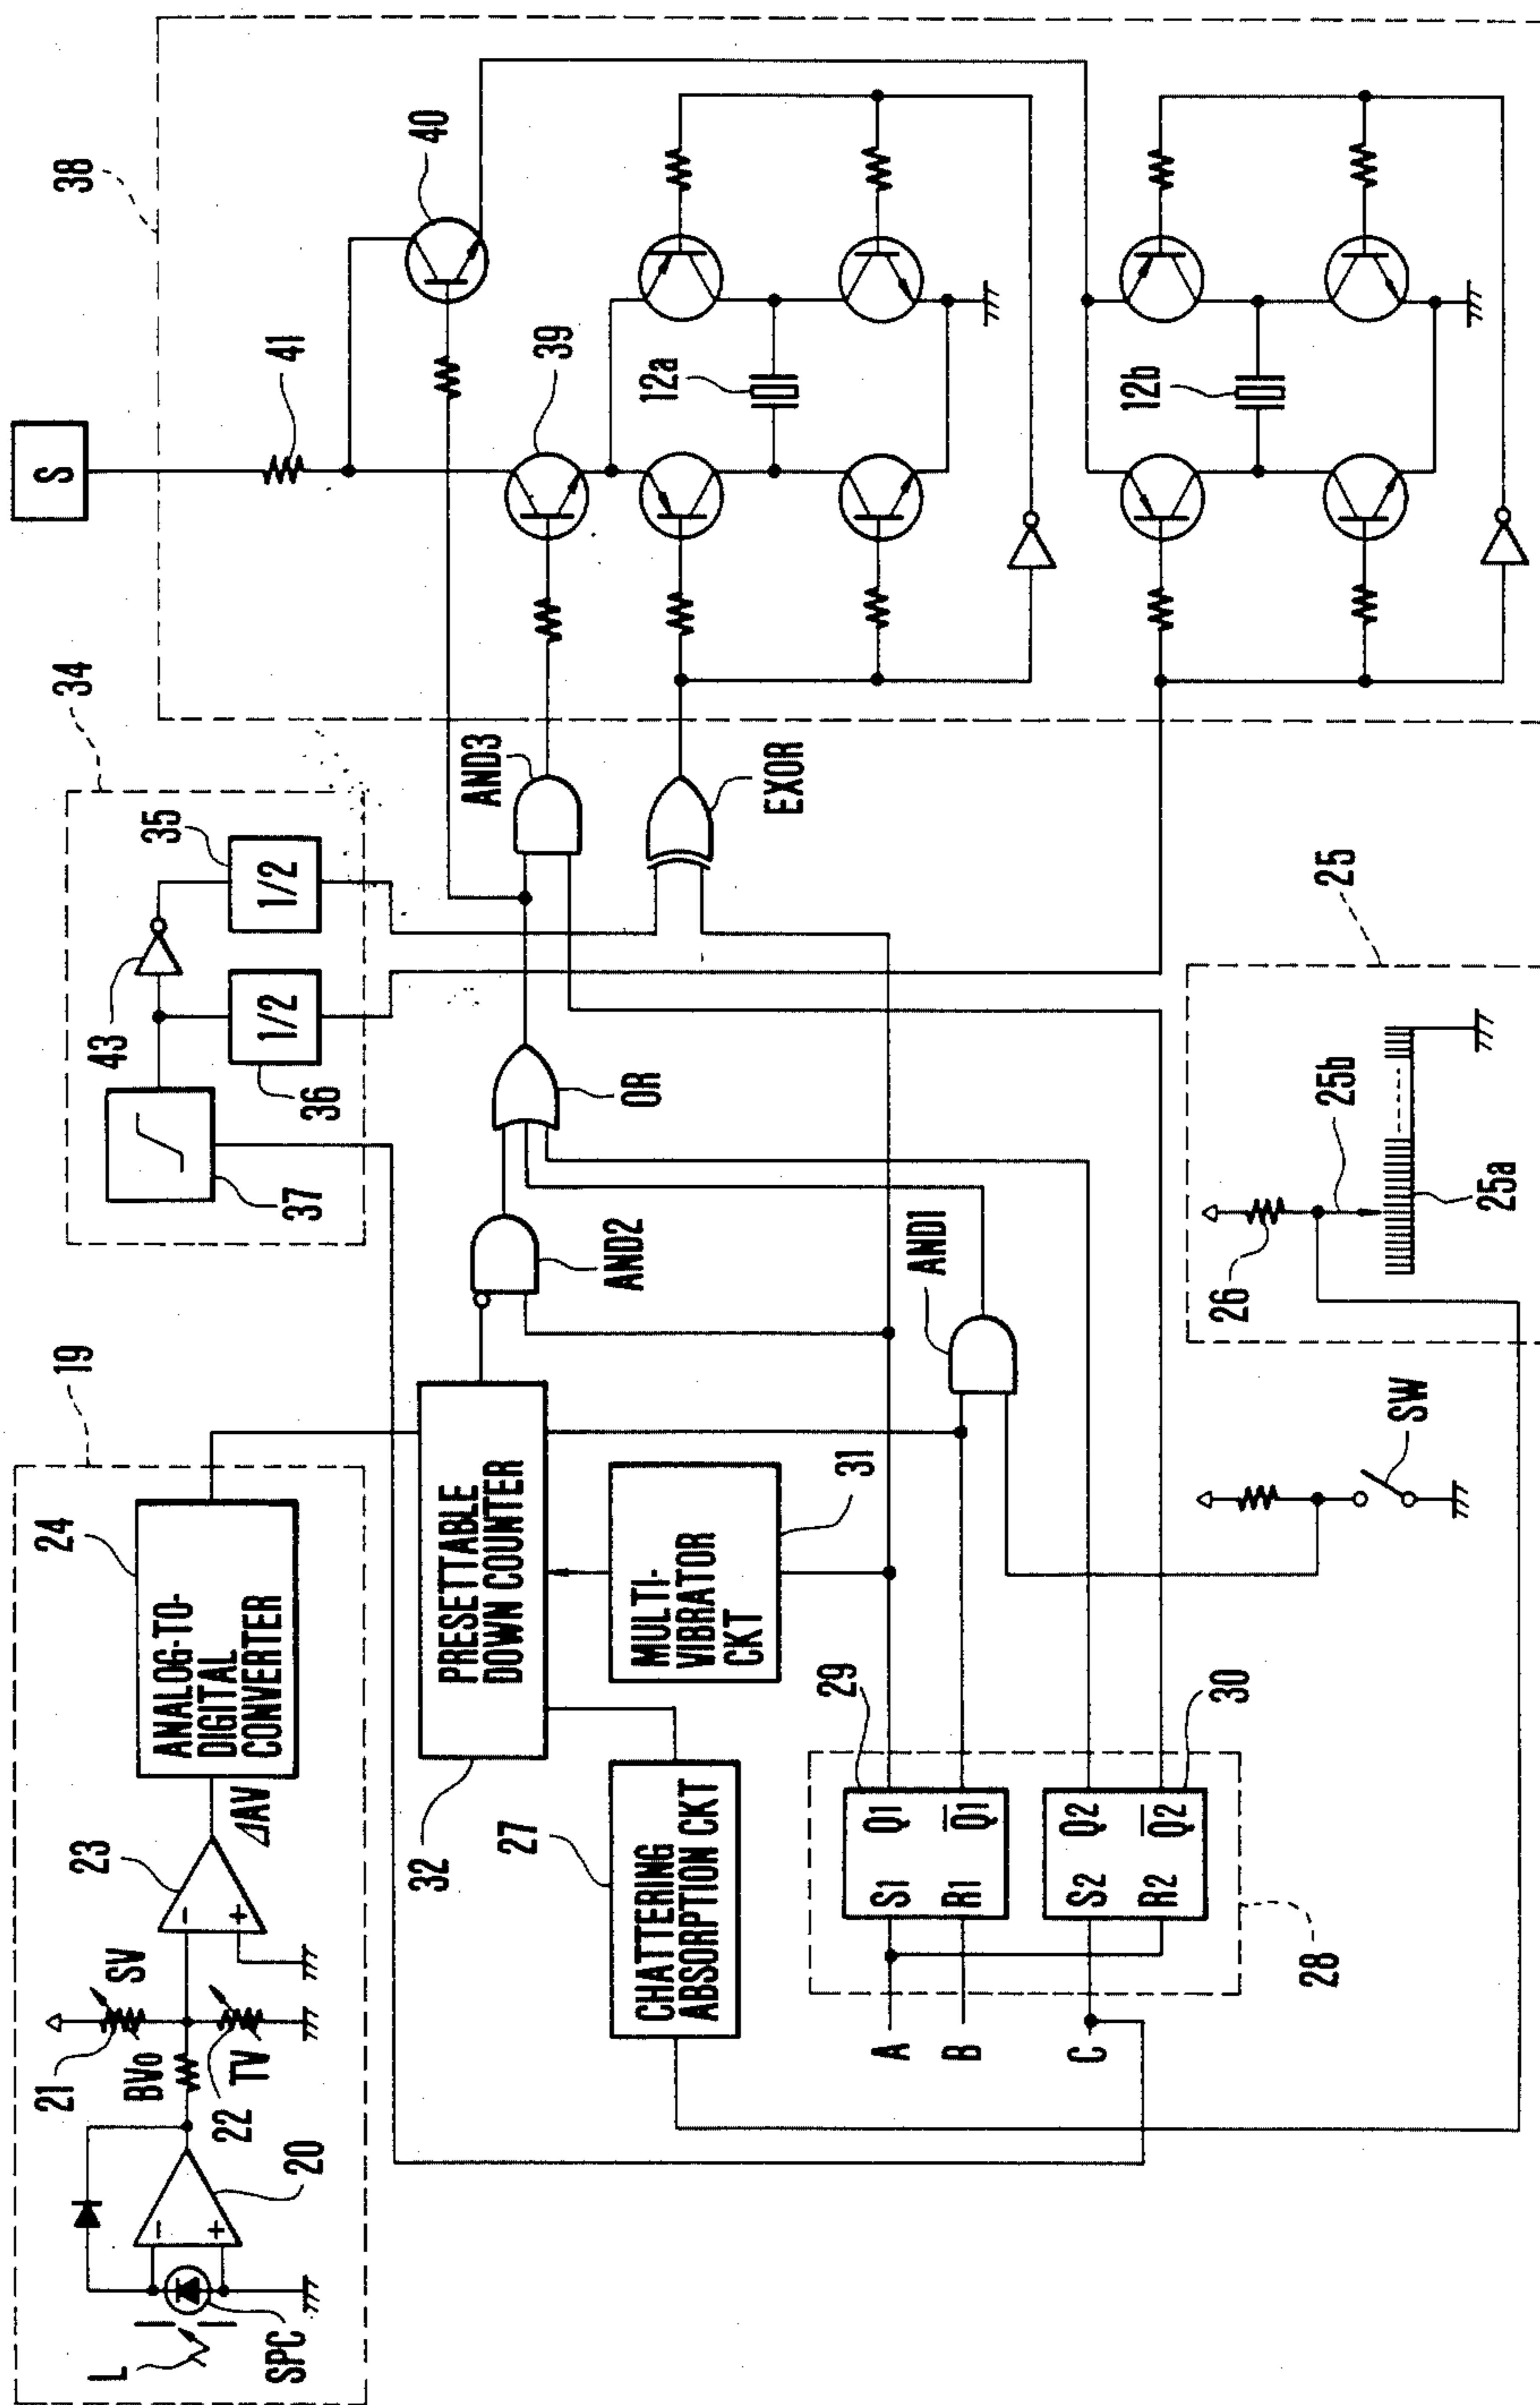 19
24
ANALOG-TO-
DIGITAL
CONVERTER
23
ΔAV
−
+
21
SV
BVo
22
TV
20
−
+
SPC
L
34
35
1/2
43
1/2
36
37
38
S
41
40
39
12a
12b
AND3
EXOR
OR
AND2
AND1
PRESETTABLE
DOWN COUNTER
32
MULTI-
VIBRATOR
CKT
31
27
CHATTERING
ABSORPTION CKT
29
S1 Q1
R1 Q̅1
S2 Q2
R2 Q̅2
30
28
A
B
C
SW
25
25b
25a
26